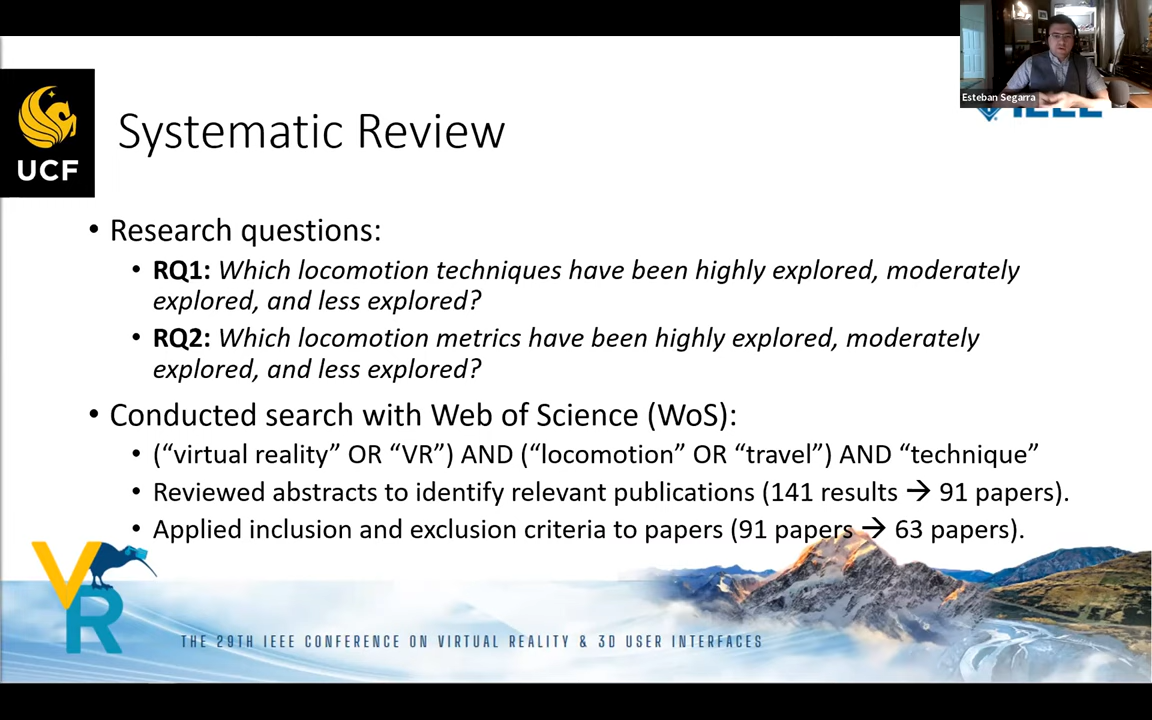 Esteban Segarra
IEEE
UCF
Systematic Review
• Research questions:
• RQ1: Which locomotion techniques have been highly explored, moderately
explored, and less explored?
• RQ2: Which locomotion metrics have been highly explored, moderately
explored, and less explored?
• Conducted search with Web of Science (WoS):
• (“virtual reality” OR “VR”) AND (“locomotion” OR “travel”) AND “technique”
• Reviewed abstracts to identify relevant publications (141 results → 91 papers).
• Applied inclusion and exclusion criteria to papers (91 papers → 63 papers).
VR
THE 29TH IEEE CONFERENCE ON VIRTUAL REALITY & 3D USER INTERFACES